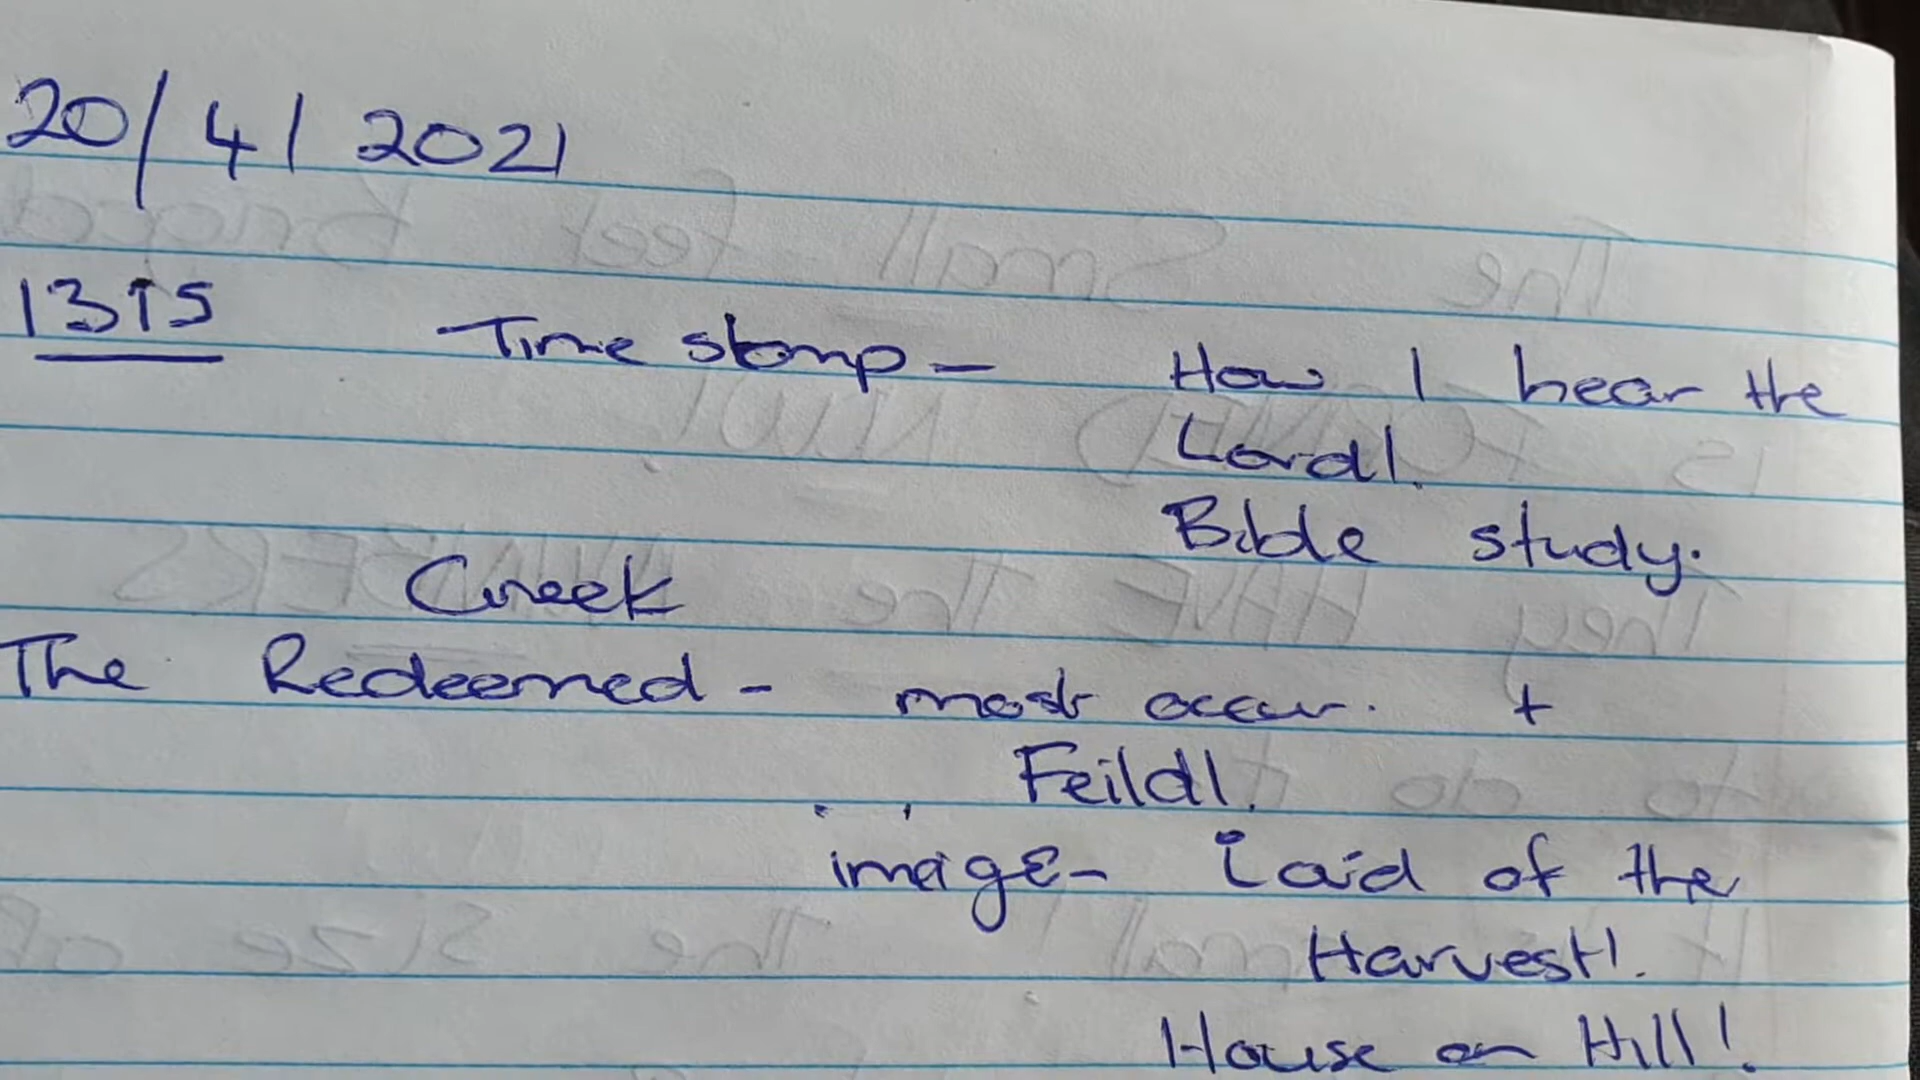 20/4/2021
1315 Time stamp - How I hear the
Lord!
Bible study.
Creek
The Redeemed - most occur. +
Feild!
image - Laid of the
Harvest!
House on Hill!